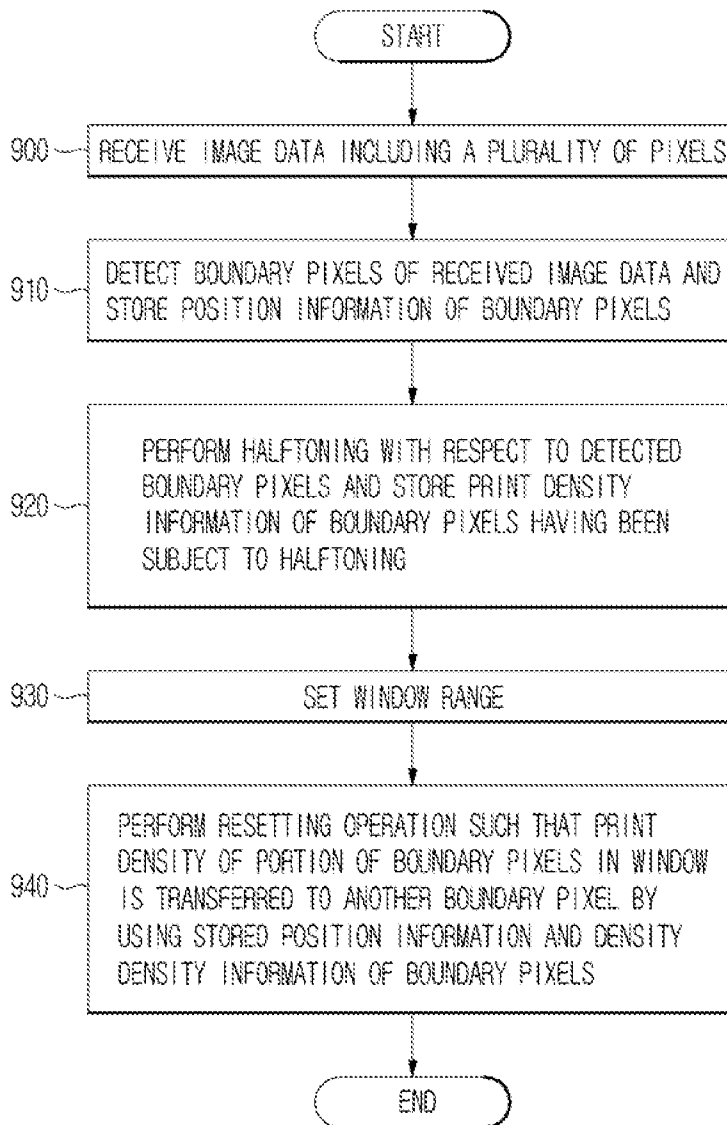 START
900
RECEIVE IMAGE DATA INCLUDING A PLURALITY OF PIXELS
910
DETECT BOUNDARY PIXELS OF RECEIVED IMAGE DATA AND
STORE POSITION INFORMATION OF BOUNDARY PIXELS
920
PERFORM HALFTONING WITH RESPECT TO DETECTED
BOUNDARY PIXELS AND STORE PRINT DENSITY
INFORMATION OF BOUNDARY PIXELS HAVING BEEN
SUBJECT TO HALFTONING
930
SET WINDOW RANGE
940
PERFORM RESETTING OPERATION SUCH THAT PRINT
DENSITY OF PORTION OF BOUNDARY PIXELS IN WINDOW
IS TRANSFERRED TO ANOTHER BOUNDARY PIXEL BY
USING STORED POSITION INFORMATION AND DENSITY
DENSITY INFORMATION OF BOUNDARY PIXELS
END